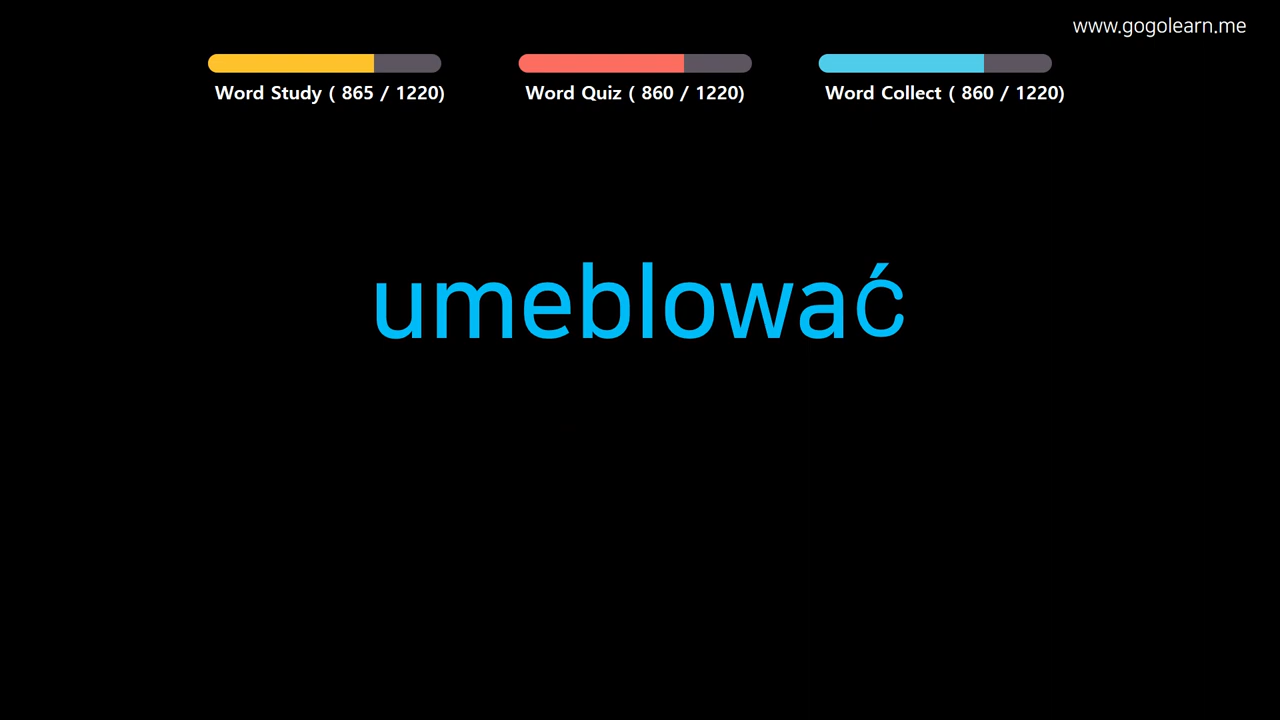 www.gogolearn.me
Word Study ( 865 / 1220)
Word Quiz ( 860 / 1220)
Word Collect ( 860 / 1220)
umeblować